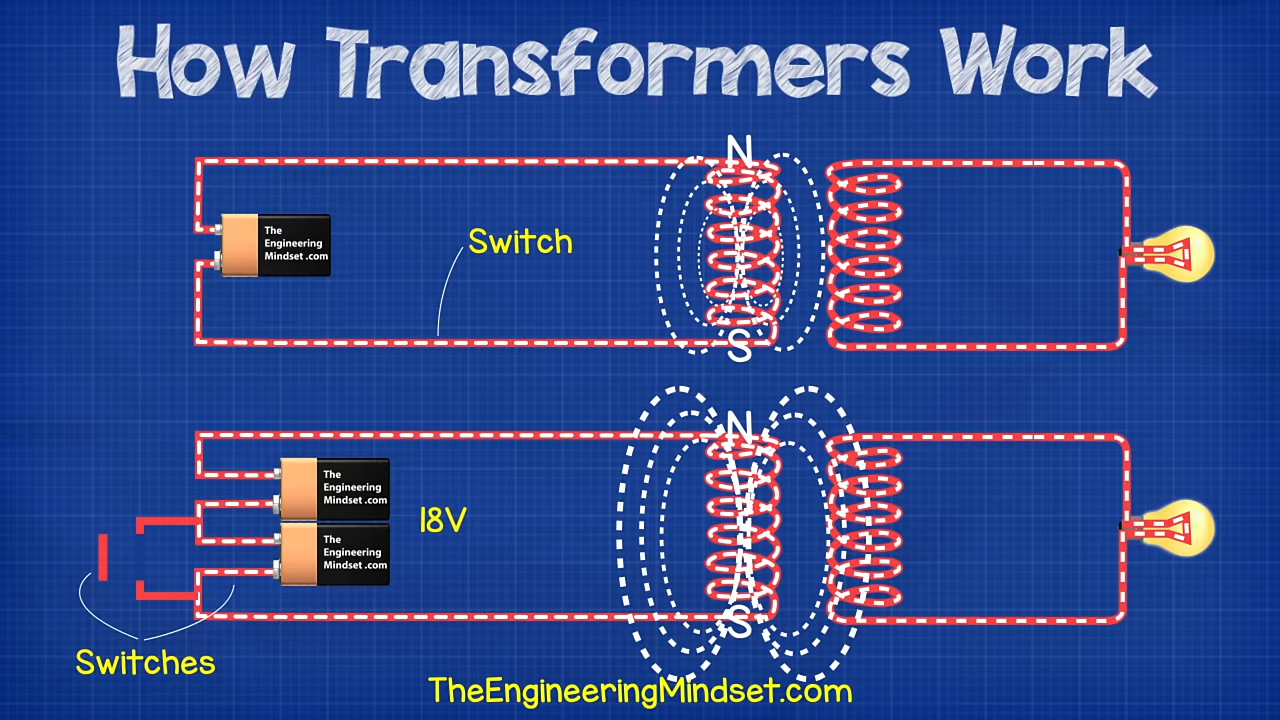 How Transformers Work
N
The
Engineering
Mindset .com
Switch
S
N
The
Engineering
Mindset .com
18V
The
Engineering
Mindset .com
S
Switches
TheEngineeringMindset.com